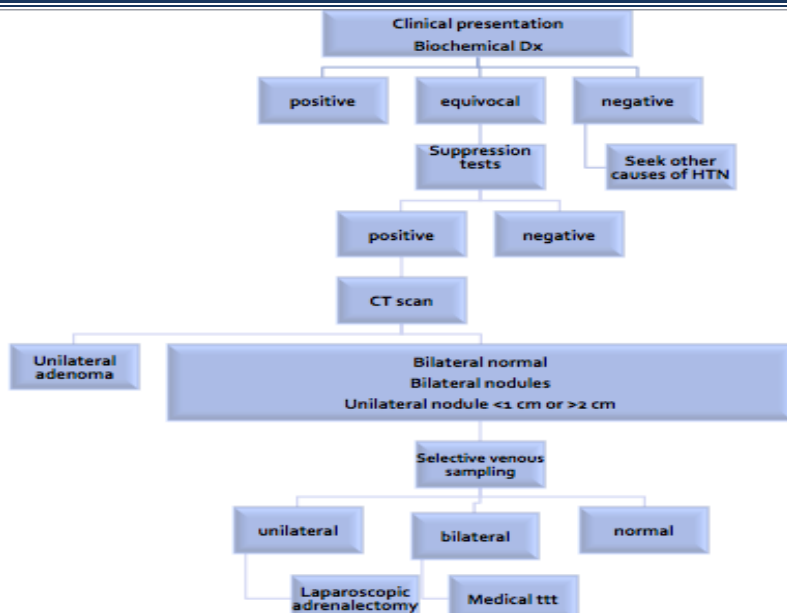 Clinical presentation
Biochemical Dx
positive
equivocal
negative
Suppression
tests
Seek other
causes of HTN
positive
negative
CT scan
Unilateral
adenoma
Bilateral normal
Bilateral nodules
Unilateral nodule <1 cm or >2 cm
Selective venous
sampling
unilateral
bilateral
normal
Laparoscopic
adrenalectomy
Medical ttt